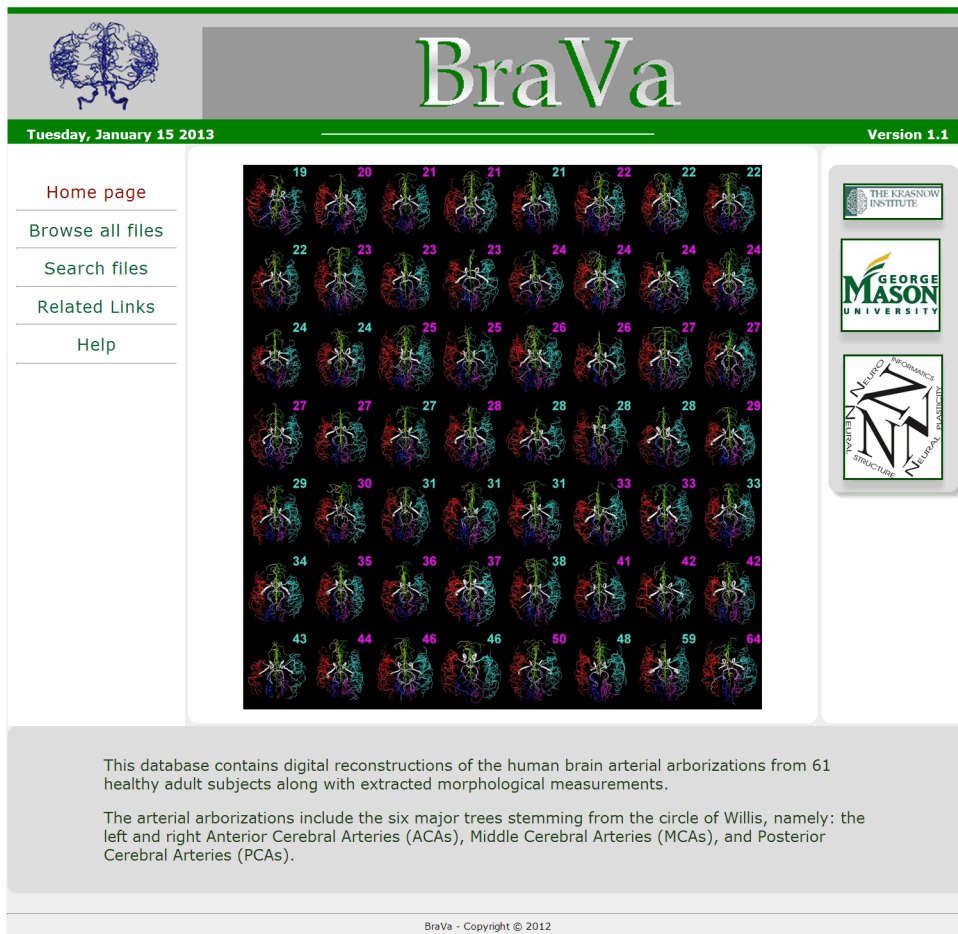 BraVa
Tuesday, January 15 2013
Version 1.1
Home page
Browse all files
Search files
Related Links
Help
19 20 21 21 21 22 22 22
22 23 23 23 24 24 24 24
24 24 25 25 26 26 27 27
27 27 27 28 28 28 28 29
29 30 31 31 31 33 33 33
34 35 36 37 38 41 42 42
43 44 46 46 50 48 59 64
THE KRASNOW
INSTITUTE
GEORGE
MASON
UNIVERSITY
NEURO
INFORMATICS
NEURAL
STRUCTURE
NEURAL
PLASTICITY
N
N
N
This database contains digital reconstructions of the human brain arterial arborizations from 61
healthy adult subjects along with extracted morphological measurements.
The arterial arborizations include the six major trees stemming from the circle of Willis, namely: the
left and right Anterior Cerebral Arteries (ACAs), Middle Cerebral Arteries (MCAs), and Posterior
Cerebral Arteries (PCAs).
BraVa - Copyright © 2012